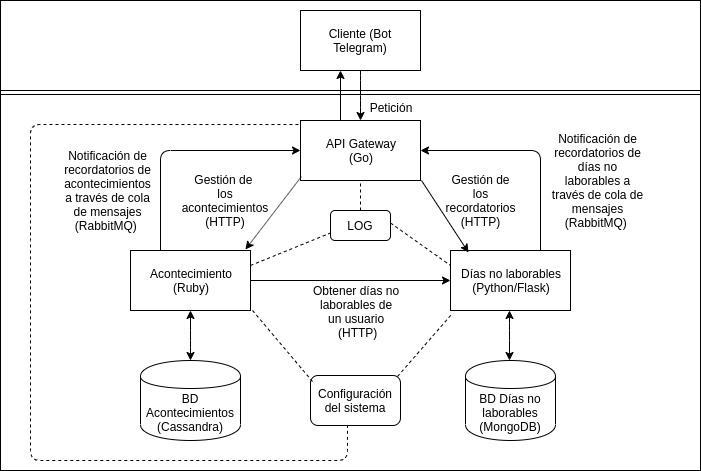 Cliente (Bot
Telegram)
Petición
API Gateway
(Go)
Notificación de
recordatorios de
acontecimientos
a través de cola
de mensajes
(RabbitMQ)
Gestión de
los
acontecimientos
(HTTP)
Gestión de
los
recordatorios
(HTTP)
Notificación de
recordatorios de
días no
laborables a
través de cola de
mensajes
(RabbitMQ)
LOG
Acontecimiento
(Ruby)
Obtener días no
laborables de
un usuario
(HTTP)
Días no laborables
(Python/Flask)
BD
Acontecimientos
(Cassandra)
Configuración
del sistema
BD Días no
laborables
(MongoDB)